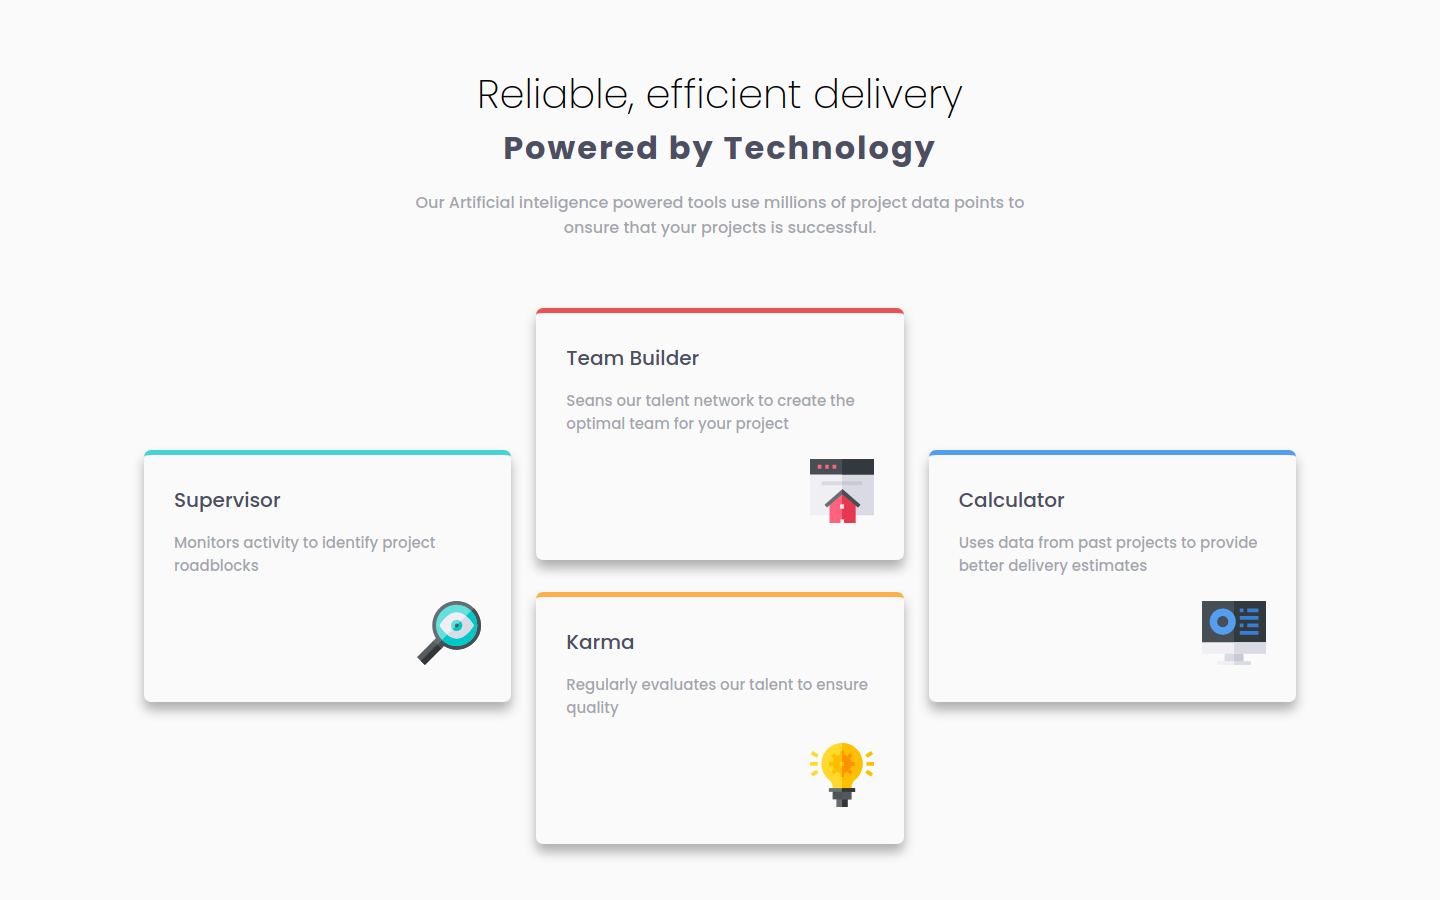 Reliable, efficient delivery
Powered by Technology
Our Artificial inteligence powered tools use millions of project data points to
onsure that your projects is successful.
Team Builder
Seans our talent network to create the
optimal team for your project
Supervisor
Monitors activity to identify project
roadblocks
Calculator
Uses data from past projects to provide
better delivery estimates
Karma
Regularly evaluates our talent to ensure
quality